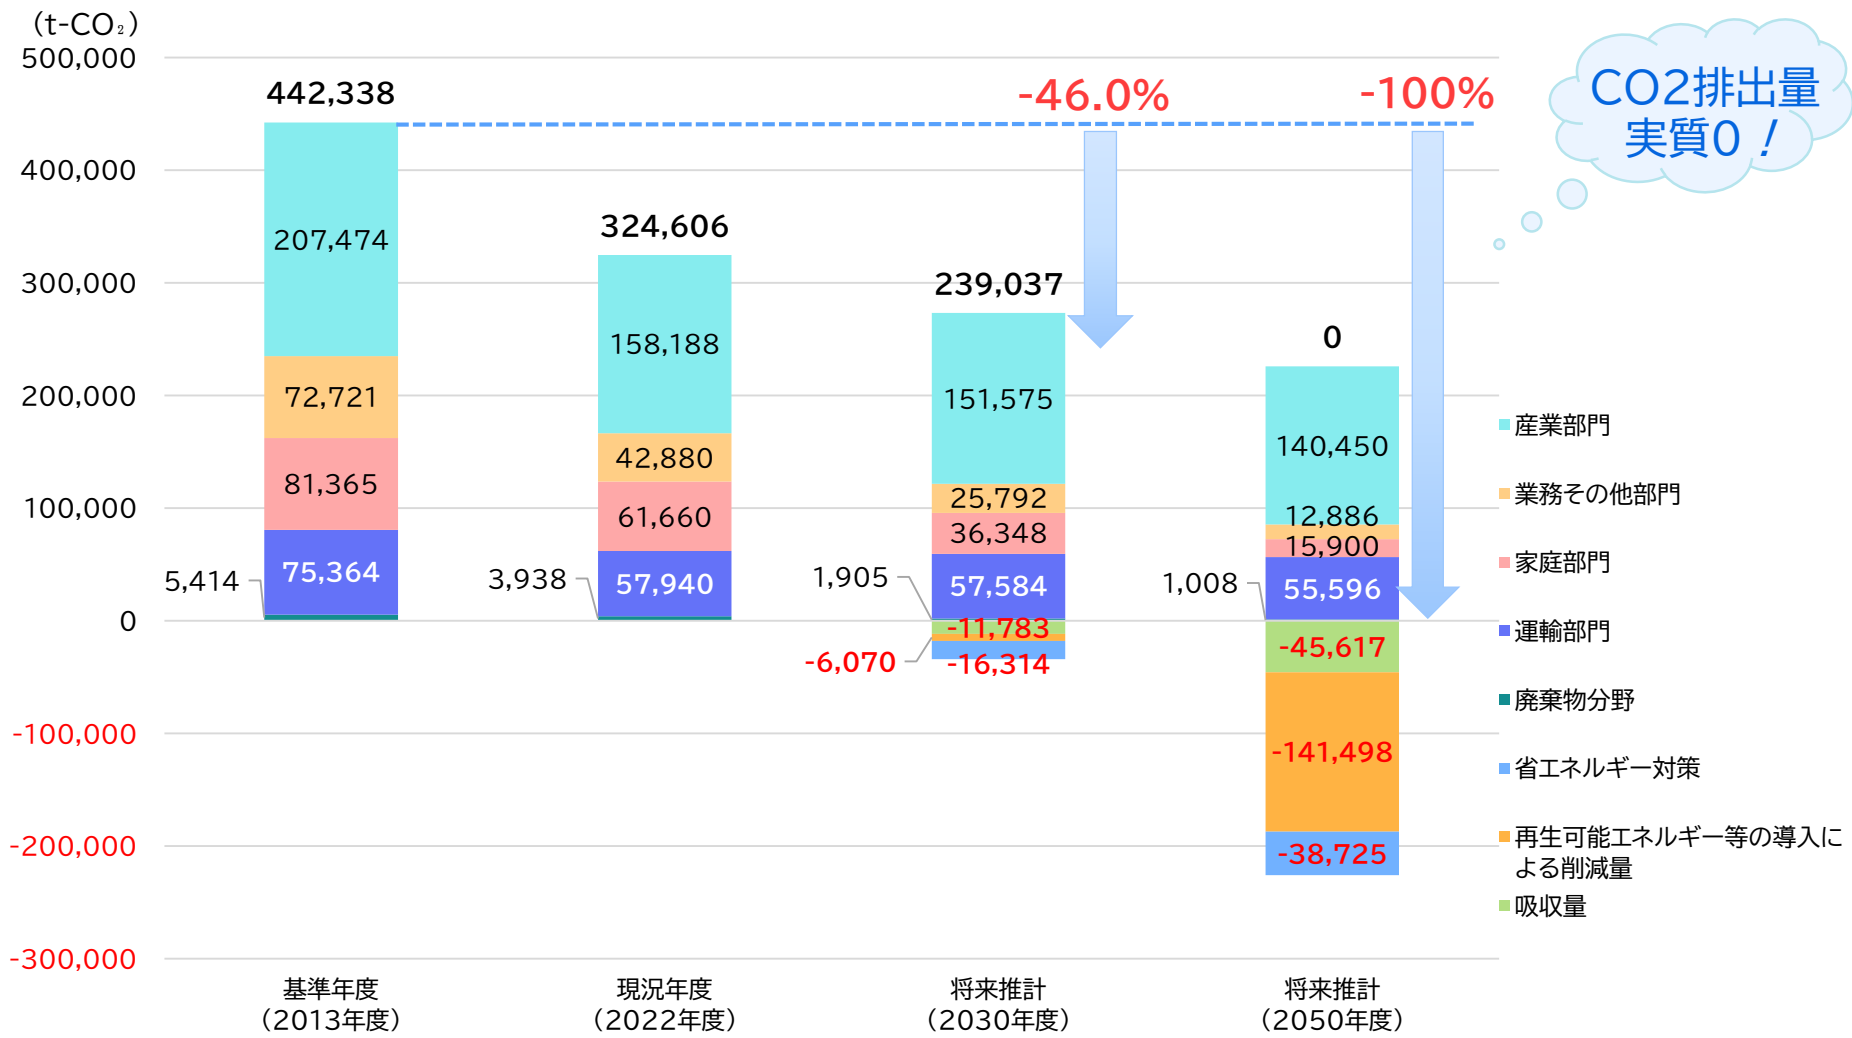 （t-CO₂）
500,000
400,000
300,000
200,000
100,000
0
-100,000
-200,000
-300,000
442,338
207,474
72,721
81,365
75,364
5,414
324,606
158,188
42,880
61,660
57,940
3,938
-46.0%
239,037
151,575
25,792
36,348
57,584
1,905
-11,783
-6,070
-16,314
-100%
0
140,450
12,886
15,900
55,596
1,008
-45,617
-141,498
-38,725
CO2排出量
実質0！
産業部門
業務その他部門
家庭部門
運輸部門
廃棄物分野
省エネルギー対策
再生可能エネルギー等の導入に
よる削減量
吸収量
基準年度
（2013年度）
現況年度
（2022年度）
将来推計
（2030年度）
将来推計
（2050年度）